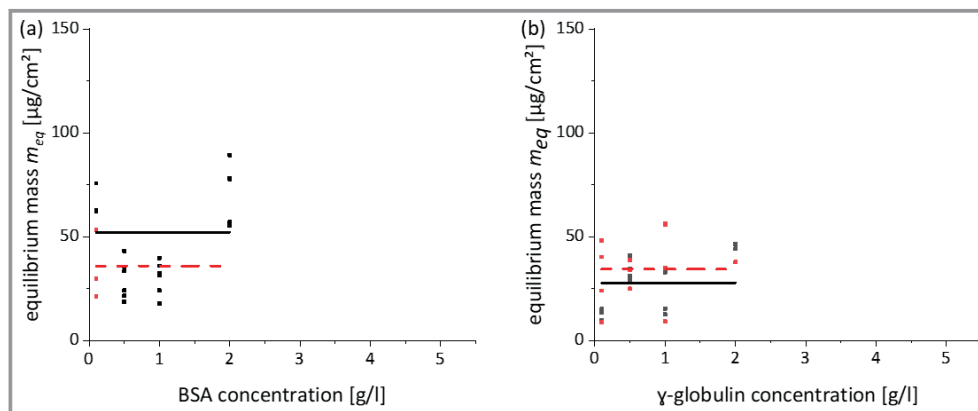 (a)
150
100
50
0
equilibrium mass m_eq [µg/cm²]
0 1 2 3 4 5
BSA concentration [g/l]
(b)
150
100
50
0
equilibrium mass m_eq [µg/cm²]
0 1 2 3 4 5
ɣ-globulin concentration [g/l]